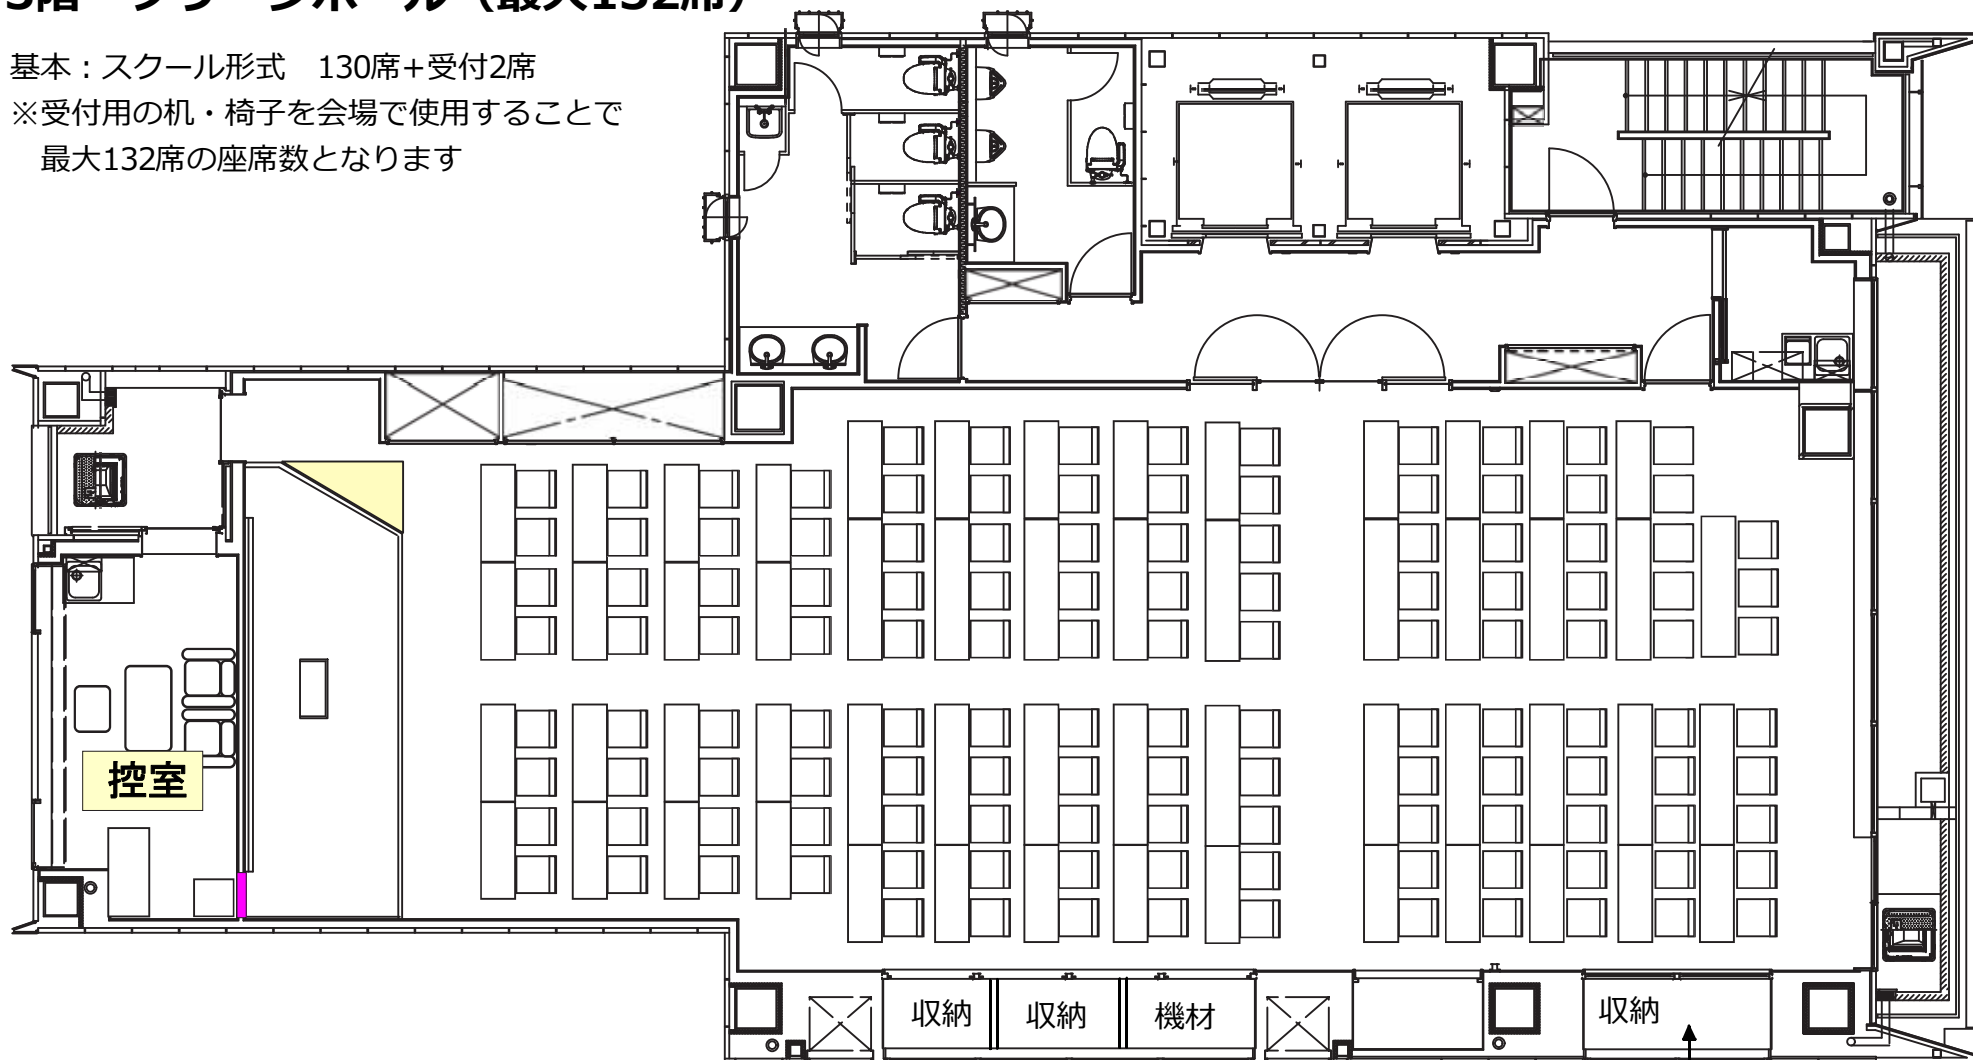 基本：スクール形式　130席+受付2席
※受付用の机・椅子を会場で使用することで
最大132席の座席数となります
控室
収納
収納
機材
収納